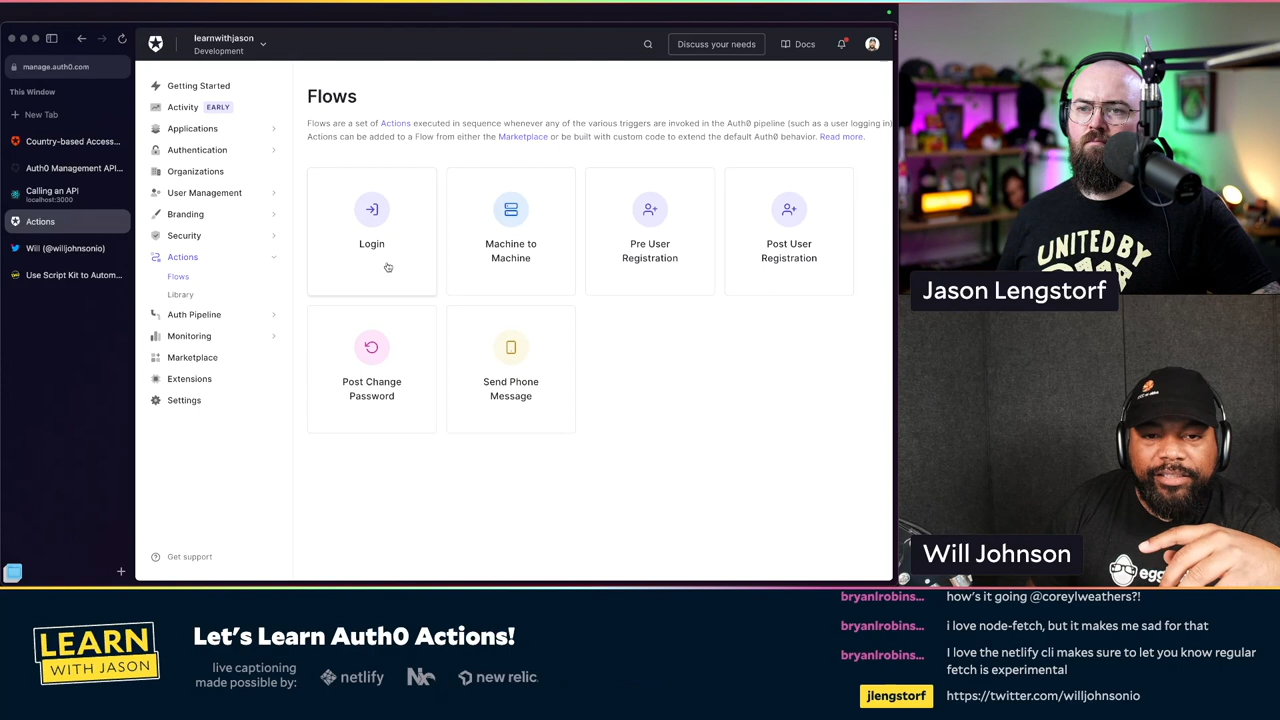 learnwithjason
Development
Discuss your needs
Docs
manage.auth0.com
This Window
New Tab
Country-based Access...
Auth0 Management API...
Calling an API
localhost:3000
Actions
Will (@willjohnsonio)
Use Script Kit to Autom...
Getting Started
Activity EARLY
Applications
Authentication
Organizations
User Management
Branding
Security
Actions
Flows
Library
Auth Pipeline
Monitoring
Marketplace
Extensions
Settings
Get support
Flows
Flows are a set of Actions executed in sequence whenever any of the various triggers are invoked in the Auth0 pipeline (such as a user logging in)
Actions can be added to a Flow from either the Marketplace or be built with custom code to extend the default Auth0 behavior. Read more.
Login
Machine to
Machine
Pre User
Registration
Post User
Registration
Post Change
Password
Send Phone
Message
UNITED BY
Jason Lengstorf
Will Johnson
egg
LEARN
WITH JASON
Let's Learn Auth0 Actions!
live captioning
made possible by:
netlify
new relic.
bryanlrobins... how's it going @coreylweathers?!
bryanlrobins... i love node-fetch, but it makes me sad for that
bryanlrobins... I love the netlify cli makes sure to let you know regular
fetch is experimental
jlengstorf https://twitter.com/willjohnsonio